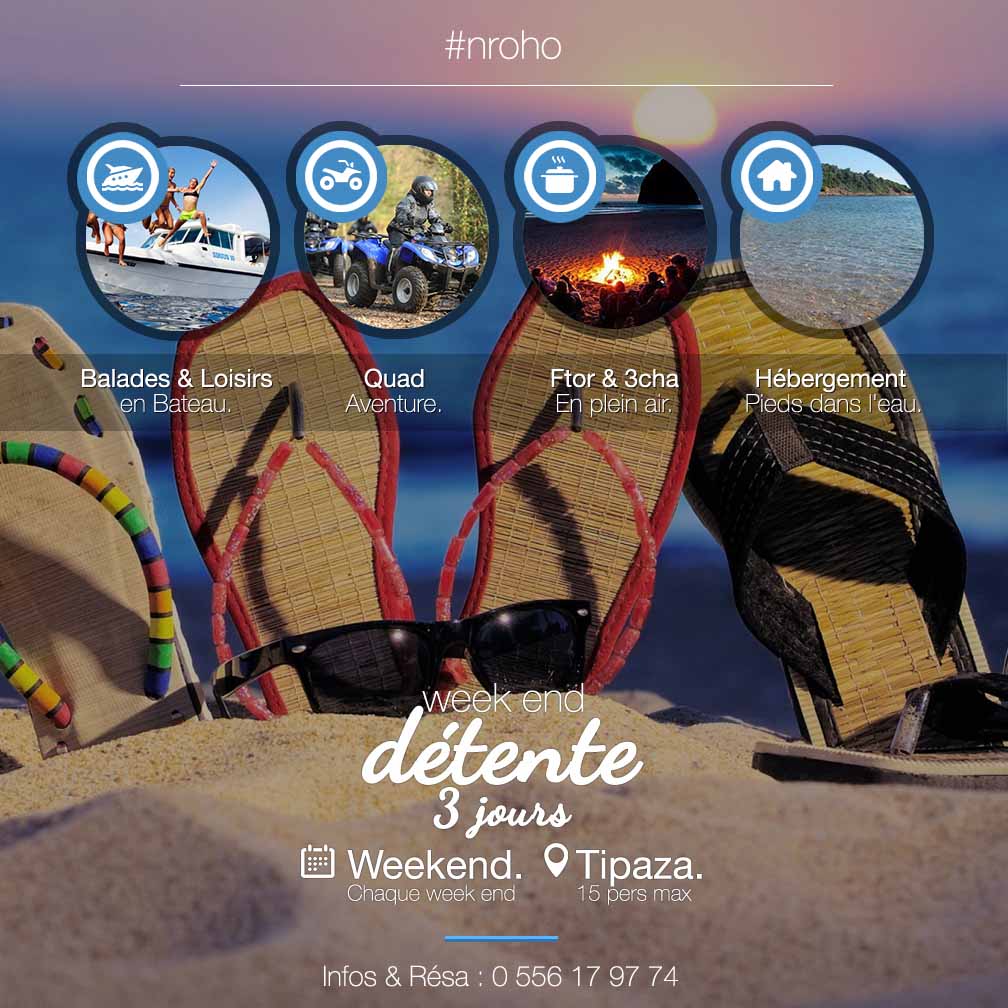 #nroho
Balades & Loisirs
en Bateau.
Quad
Aventure.
Ftor & 3cha
En plein air.
Hébergement
Pieds dans l'eau.
week end
détente
3 jours
Weekend.
Chaque week end
Tipaza.
15 pers max
Infos & Résa : 0 556 17 97 74